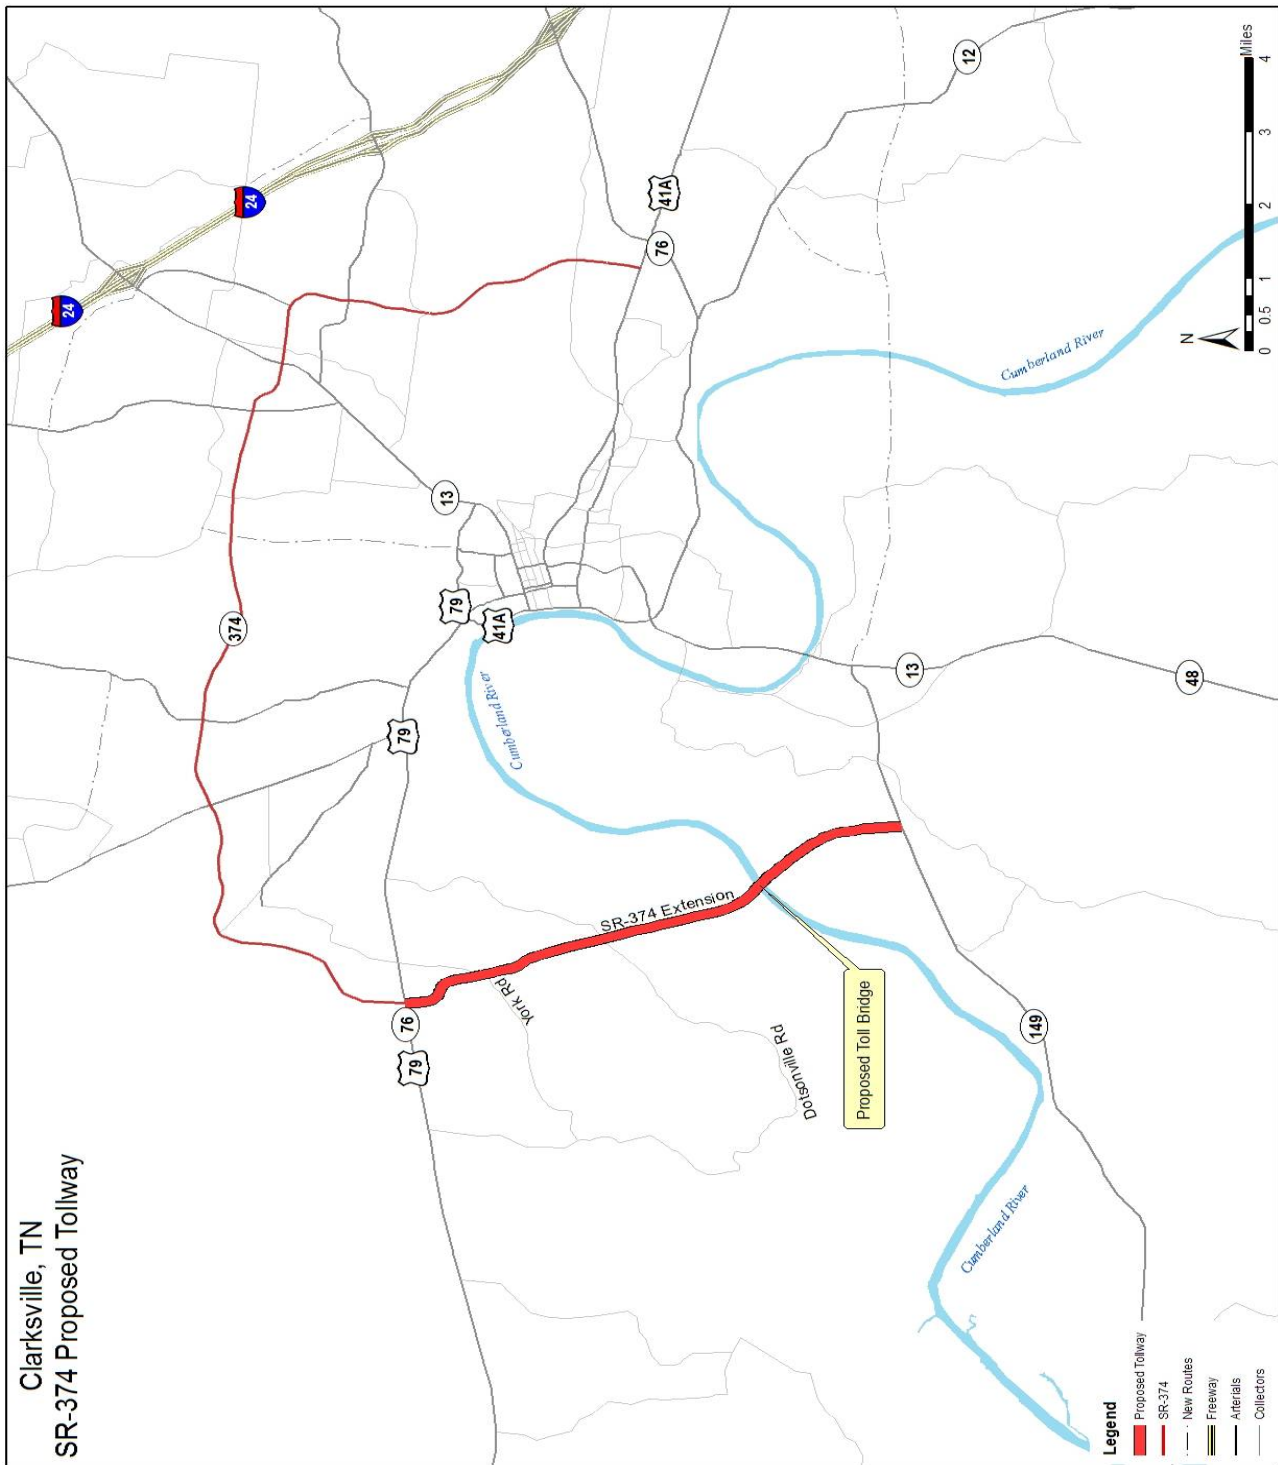 Clarksville, TN
SR-374 Proposed Tollway
24
24
374
13
79
41A
79
76
79
76
41A
12
13
48
149
Cumberland River
Cumberland River
Cumberland River
SR-374 Extension
York Rd
Dotsonville Rd
Proposed Toll Bridge
Legend
Proposed Tollway
SR-374
New Routes
Freeway
Arterials
Collectors
N
Miles
0 0.5 1 2 3 4